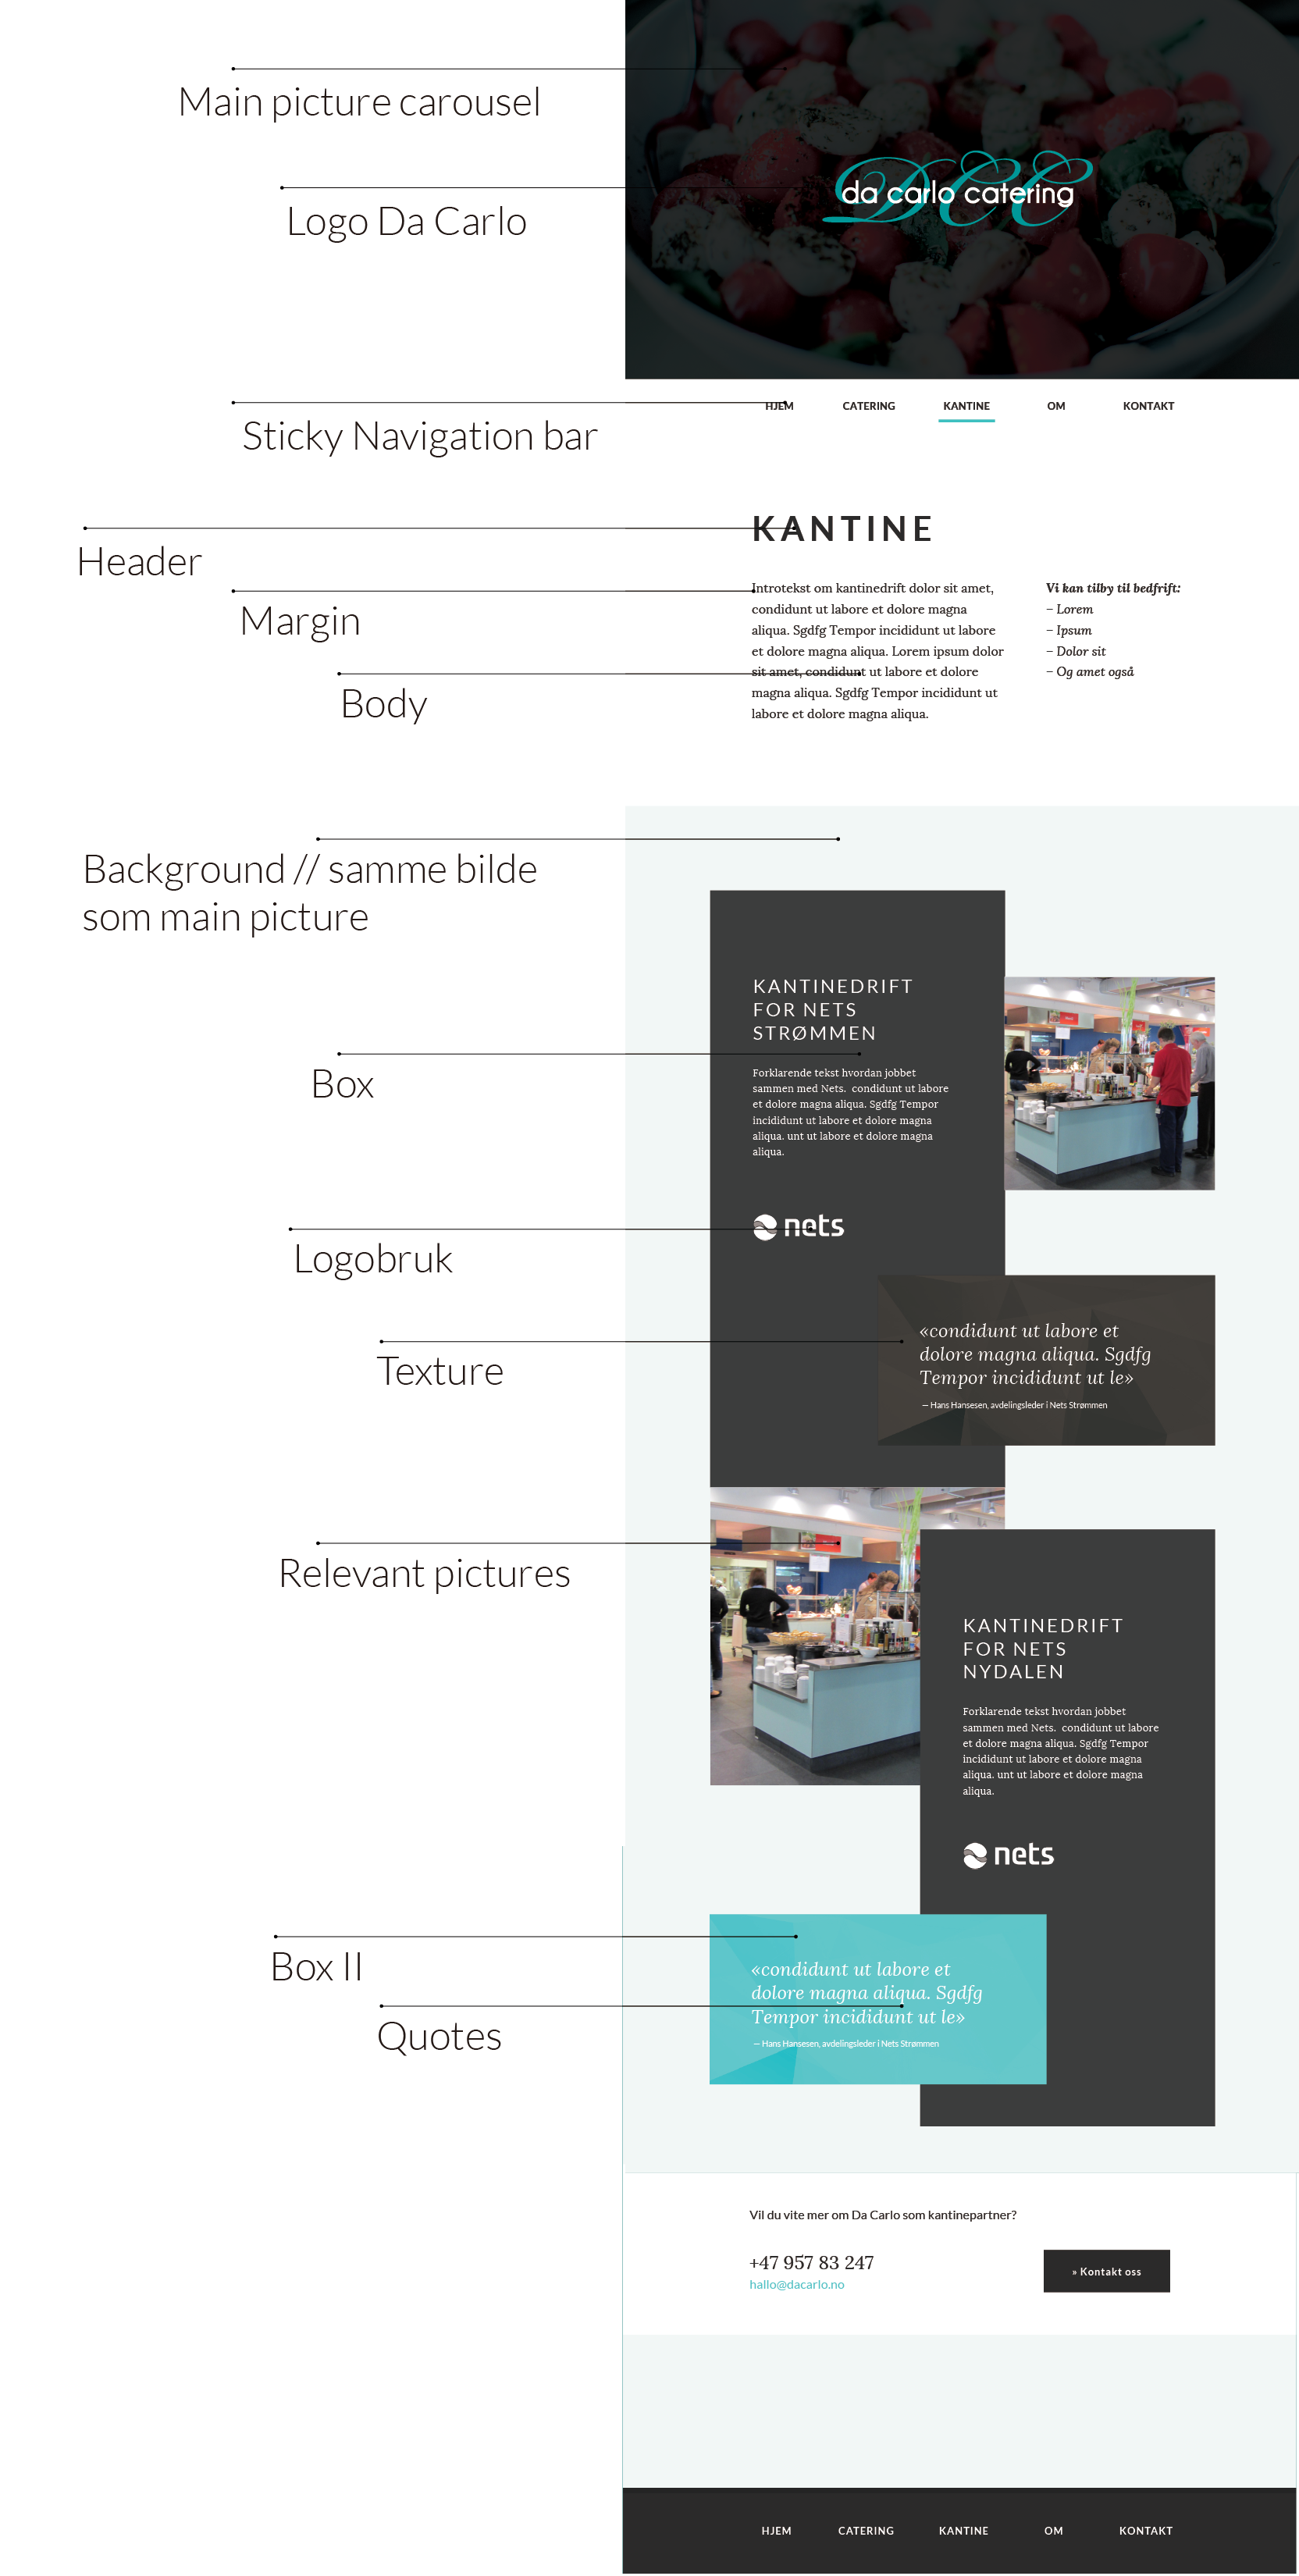 Main picture carousel
Logo Da Carlo
DCC
da carlo catering
Sticky Navigation bar
HJEM CATERING KANTINE OM KONTAKT
Header
KANTINE
Margin
Introtekst om kantinedrift dolor sit amet,
condidunt ut labore et dolore magna
aliqua. Sgdfg Tempor incididunt ut labore
et dolore magna aliqua. Lorem ipsum dolor
sit amet, condidunt ut labore et dolore
magna aliqua. Sgdfg Tempor incididunt ut
labore et dolore magna aliqua.
Vi kan tilby til bedfrift:
– Lorem
– Ipsum
– Dolor sit
– Og amet også
Body
Background // samme bilde
som main picture
KANTINEDRIFT
FOR NETS
STRØMMEN
Box
Forklarende tekst hvordan jobbet
sammen med Nets. condidunt ut labore
et dolore magna aliqua. Sgdfg Tempor
incididunt ut labore et dolore magna
aliqua. unt ut labore et dolore magna
aliqua.
Logobruk
nets
Texture
«condidunt ut labore et
dolore magna aliqua. Sgdfg
Tempor incididunt ut le»
– Hans Hansesen, avdelingsleder i Nets Strømmen
Relevant pictures
KANTINEDRIFT
FOR NETS
NYDALEN
Forklarende tekst hvordan jobbet
sammen med Nets. condidunt ut labore
et dolore magna aliqua. Sgdfg Tempor
incididunt ut labore et dolore magna
aliqua. unt ut labore et dolore magna
aliqua.
nets
Box II
Quotes
«condidunt ut labore et
dolore magna aliqua. Sgdfg
Tempor incididunt ut le»
– Hans Hansesen, avdelingsleder i Nets Strømmen
Vil du vite mer om Da Carlo som kantinepartner?
+47 957 83 247
hallo@dacarlo.no
» Kontakt oss
HJEM CATERING KANTINE OM KONTAKT